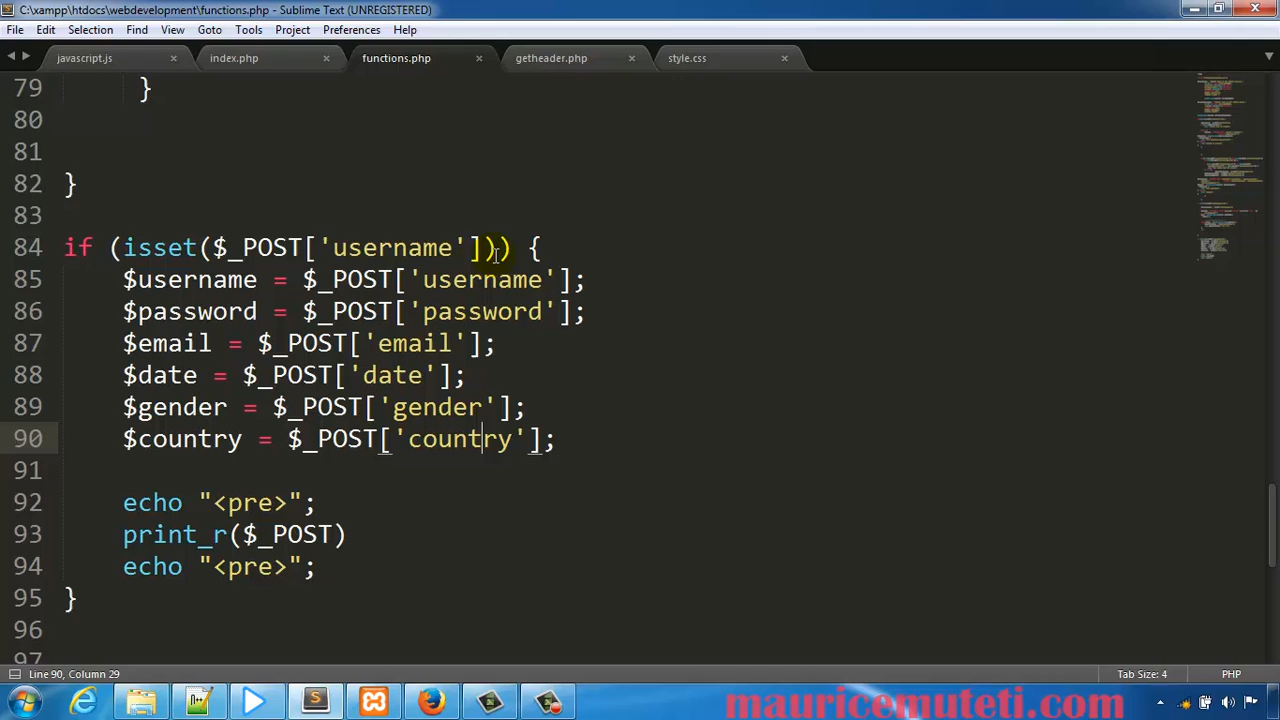 C:\xampp\htdocs\webdevelopment\functions.php - Sublime Text (UNREGISTERED)
File Edit Selection Find View Goto Tools Project Preferences Help
javascript.js index.php functions.php getheader.php style.css
79 }
80
81
82 }
83
84 if (isset($_POST['username'])) {
85 $username = $_POST['username'];
86 $password = $_POST['password'];
87 $email = $_POST['email'];
88 $date = $_POST['date'];
89 $gender = $_POST['gender'];
90 $country = $_POST['country'];
91
92 echo "<pre>";
93 print_r($_POST)
94 echo "<pre>";
95 }
96
97
Line 90, Column 29 Tab Size: 4 PHP
mauricemuteti.com